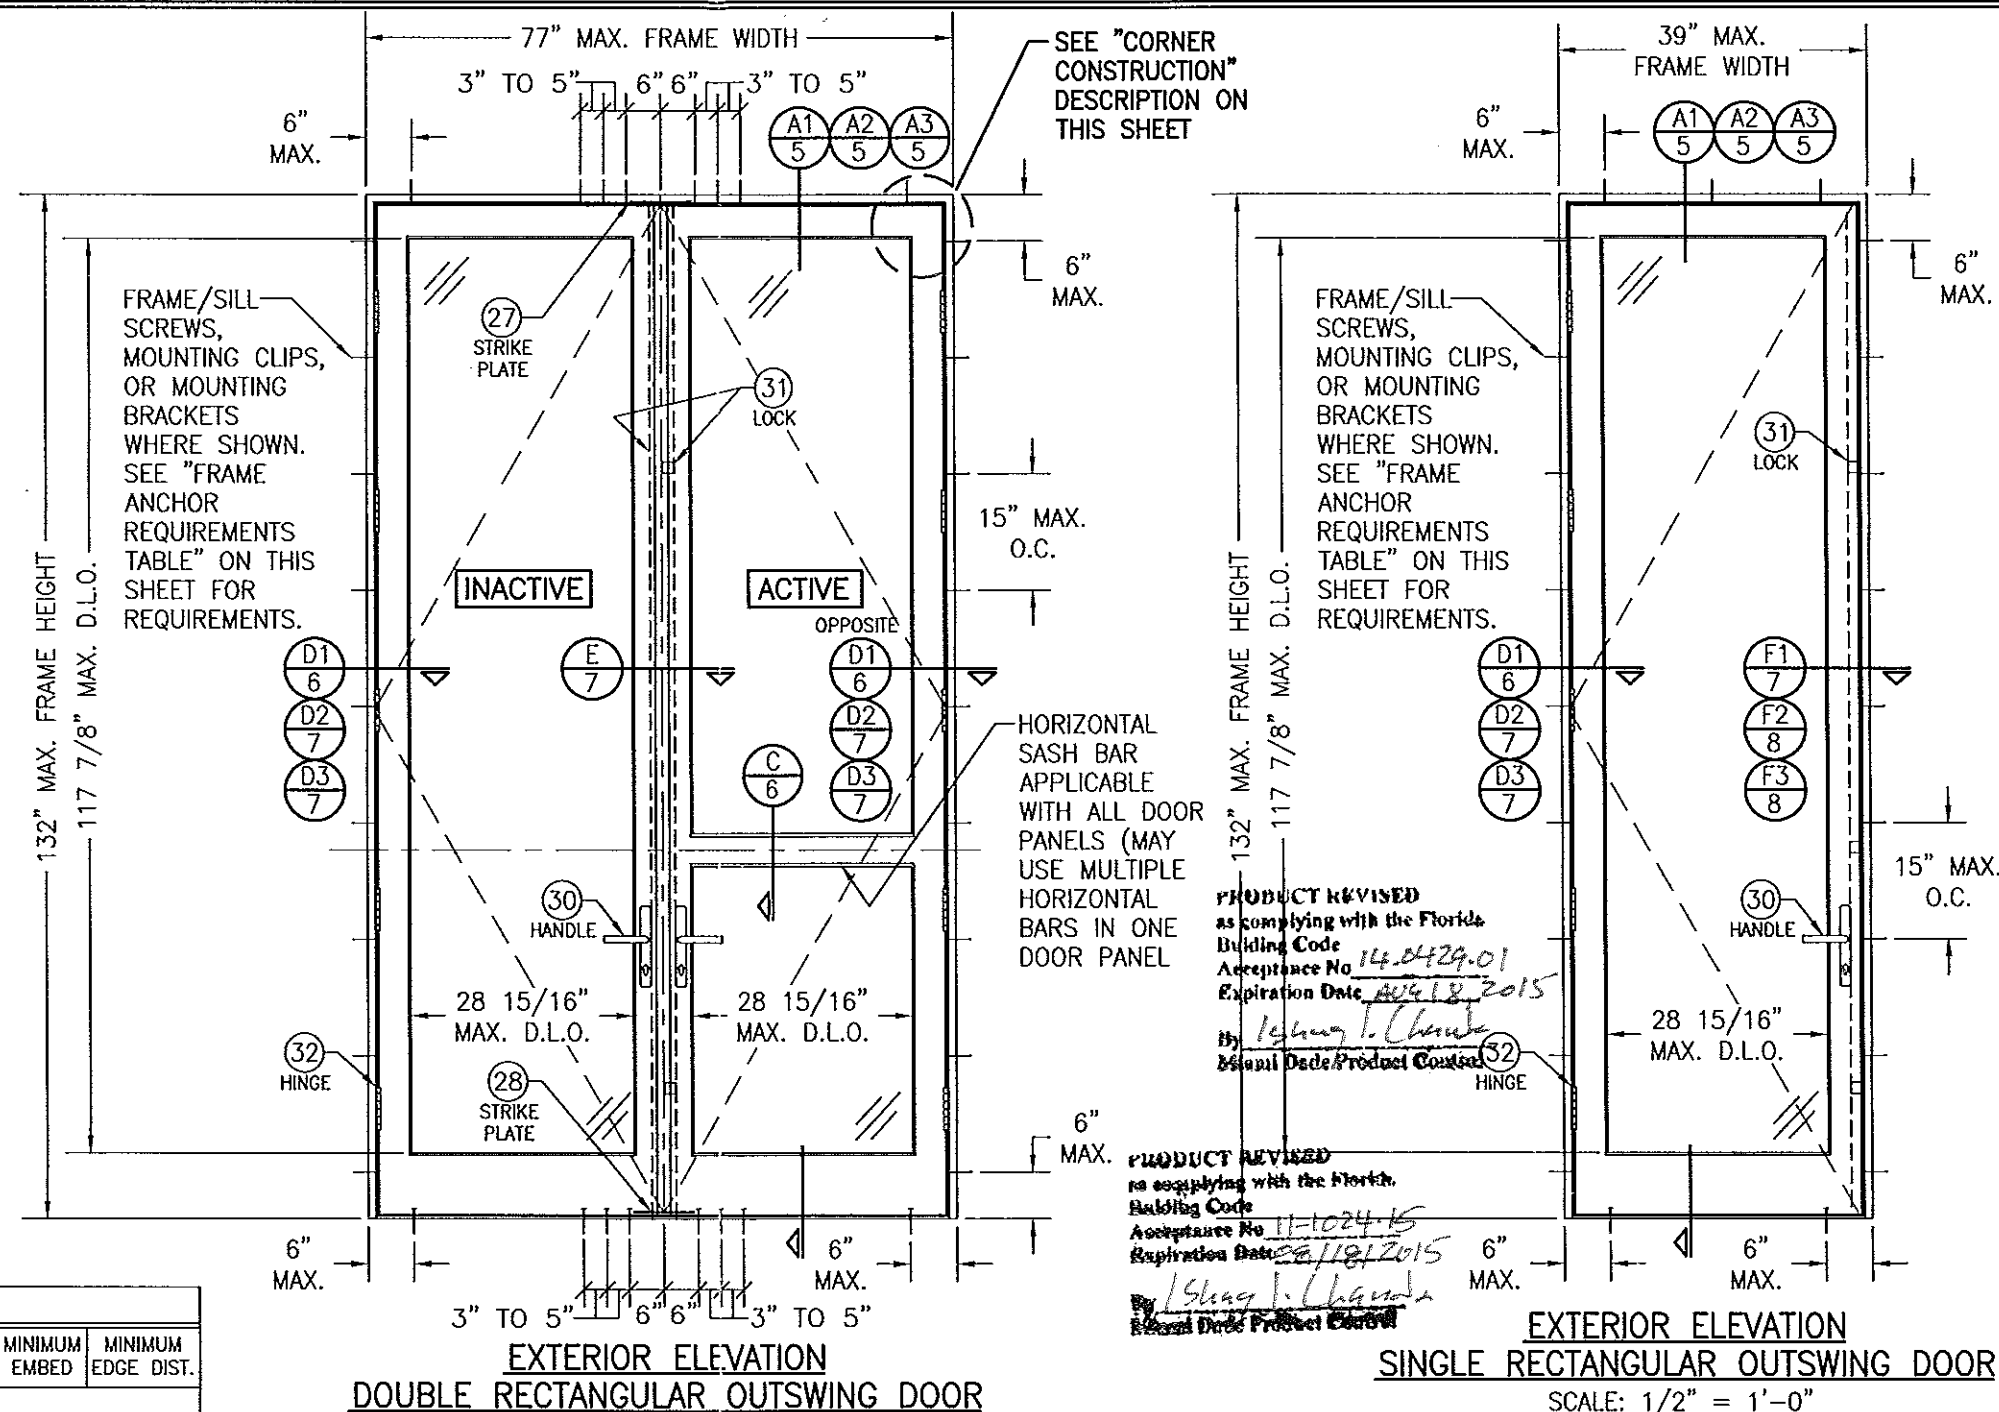 77" MAX. FRAME WIDTH
3" TO 5" 6" 6" 3" TO 5"
6"
MAX.
A1 A2 A3
5 5 5
SEE "CORNER
CONSTRUCTION"
DESCRIPTION ON
THIS SHEET
6"
MAX.
132" MAX. FRAME HEIGHT
117 7/8" MAX. D.L.O.
FRAME/SILL
SCREWS,
MOUNTING CLIPS,
OR MOUNTING
BRACKETS
WHERE SHOWN.
SEE "FRAME
ANCHOR
REQUIREMENTS
TABLE" ON THIS
SHEET FOR
REQUIREMENTS.
27
STRIKE
PLATE
31
LOCK
15" MAX.
O.C.
INACTIVE
ACTIVE
OPPOSITE
D1
6
D2
7
D3
7
E
7
D1
6
D2
7
D3
7
C
6
HORIZONTAL
SASH BAR
APPLICABLE
WITH ALL DOOR
PANELS (MAY
USE MULTIPLE
HORIZONTAL
BARS IN ONE
DOOR PANEL
30
HANDLE
28 15/16"
MAX. D.L.O.
28 15/16"
MAX. D.L.O.
32
HINGE
28
STRIKE
PLATE
6"
MAX.
6"
MAX.
6"
MAX.
3" TO 5" 6" 6" 3" TO 5"
MINIMUM
EMBED
MINIMUM
EDGE DIST.
EXTERIOR ELEVATION
DOUBLE RECTANGULAR OUTSWING DOOR
PRODUCT REVISED
as complying with the Florida
Building Code
Acceptance No 14-0429.01
Expiration Date AUG 18, 2015
By Ishaq I. Chanda
Miami Dade Product Control
PRODUCT REVISED
as complying with the Florida
Building Code
Acceptance No 11-1024.15
Expiration Date 08/18/2015
By Ishaq I. Chanda
Miami Dade Product Control
39" MAX.
FRAME WIDTH
6"
MAX.
A1 A2 A3
5 5 5
6"
MAX.
132" MAX. FRAME HEIGHT
117 7/8" MAX. D.L.O.
FRAME/SILL
SCREWS,
MOUNTING CLIPS,
OR MOUNTING
BRACKETS
WHERE SHOWN.
SEE "FRAME
ANCHOR
REQUIREMENTS
TABLE" ON THIS
SHEET FOR
REQUIREMENTS.
31
LOCK
D1
6
D2
7
D3
7
F1
7
F2
8
F3
8
15" MAX.
O.C.
30
HANDLE
28 15/16"
MAX. D.L.O.
32
HINGE
6"
MAX.
6"
MAX.
EXTERIOR ELEVATION
SINGLE RECTANGULAR OUTSWING DOOR
SCALE: 1/2" = 1'-0"